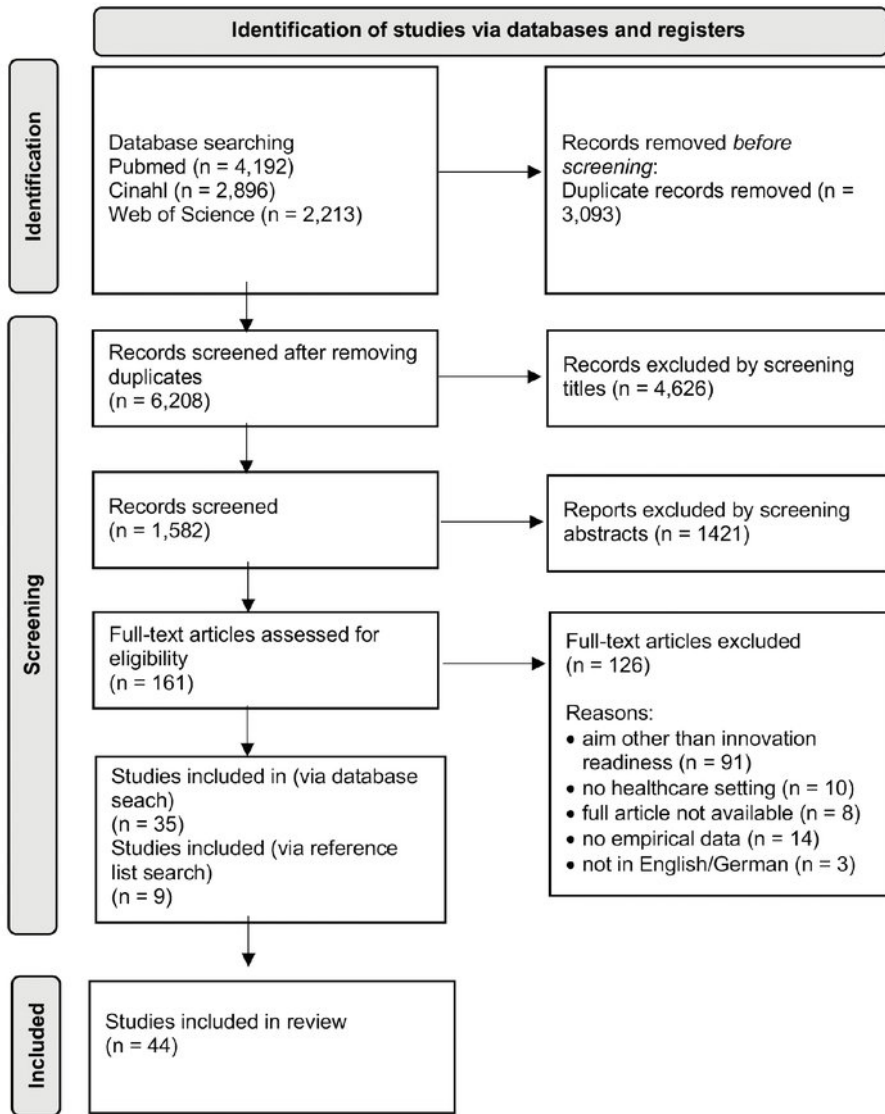 Identification of studies via databases and registers
Identification
Database searching
Pubmed (n = 4,192)
Cinahl (n = 2,896)
Web of Science (n = 2,213)
Records removed before
screening:
Duplicate records removed (n =
3,093)
Screening
Records screened after removing
duplicates
(n = 6,208)
Records excluded by screening
titles (n = 4,626)
Records screened
(n = 1,582)
Reports excluded by screening
abstracts (n = 1421)
Full-text articles assessed for
eligibility
(n = 161)
Full-text articles excluded
(n = 126)
Reasons:
• aim other than innovation
readiness (n = 91)
• no healthcare setting (n = 10)
• full article not available (n = 8)
• no empirical data (n = 14)
• not in English/German (n = 3)
Studies included in (via database
seach)
(n = 35)
Studies included (via reference
list search)
(n = 9)
Included
Studies included in review
(n = 44)